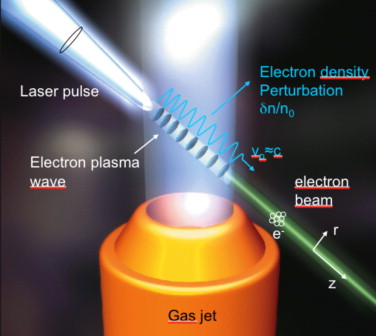 Laser pulse
Electron density
Perturbation
δn/n₀
Electron plasma
wave
vₚ≈c
electron
beam
e⁻
r
z
Gas jet